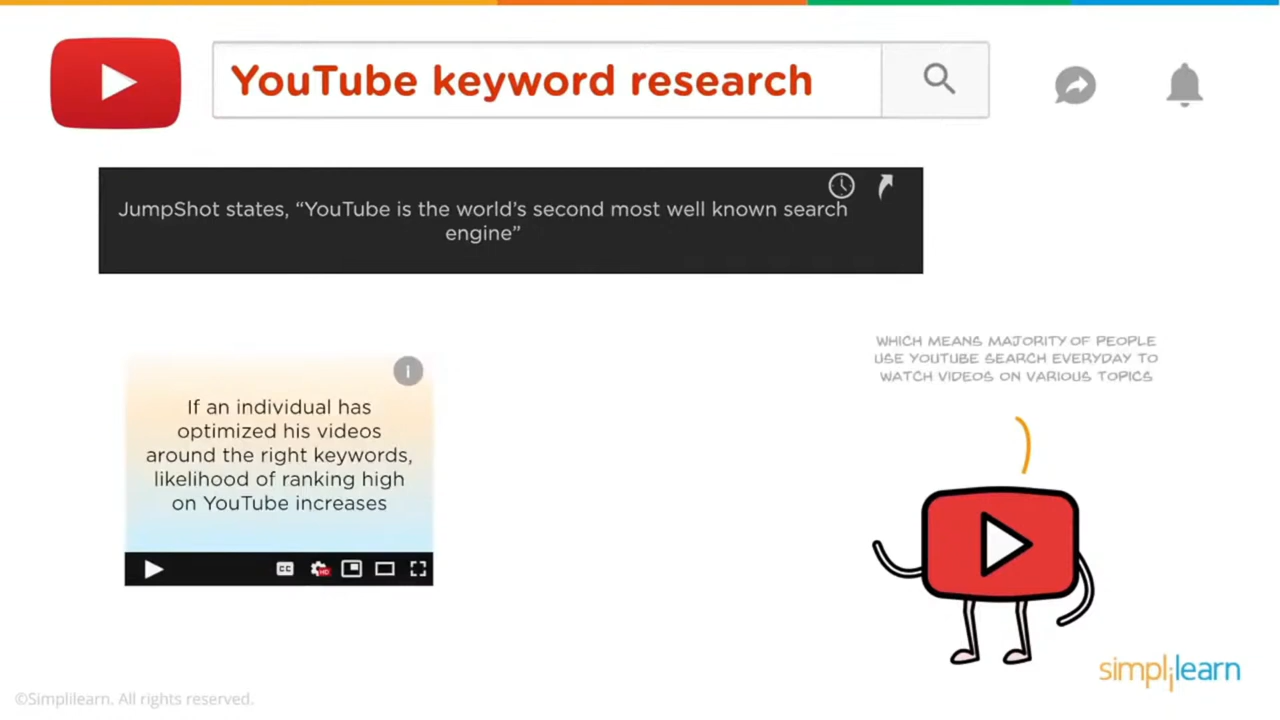 YouTube keyword research
JumpShot states, “YouTube is the world’s second most well known search
engine”
WHICH MEANS MAJORITY OF PEOPLE
USE YOUTUBE SEARCH EVERYDAY TO
WATCH VIDEOS ON VARIOUS TOPICS
i
If an individual has
optimized his videos
around the right keywords,
likelihood of ranking high
on YouTube increases
CC
HD
simplilearn
©Simplilearn. All rights reserved.